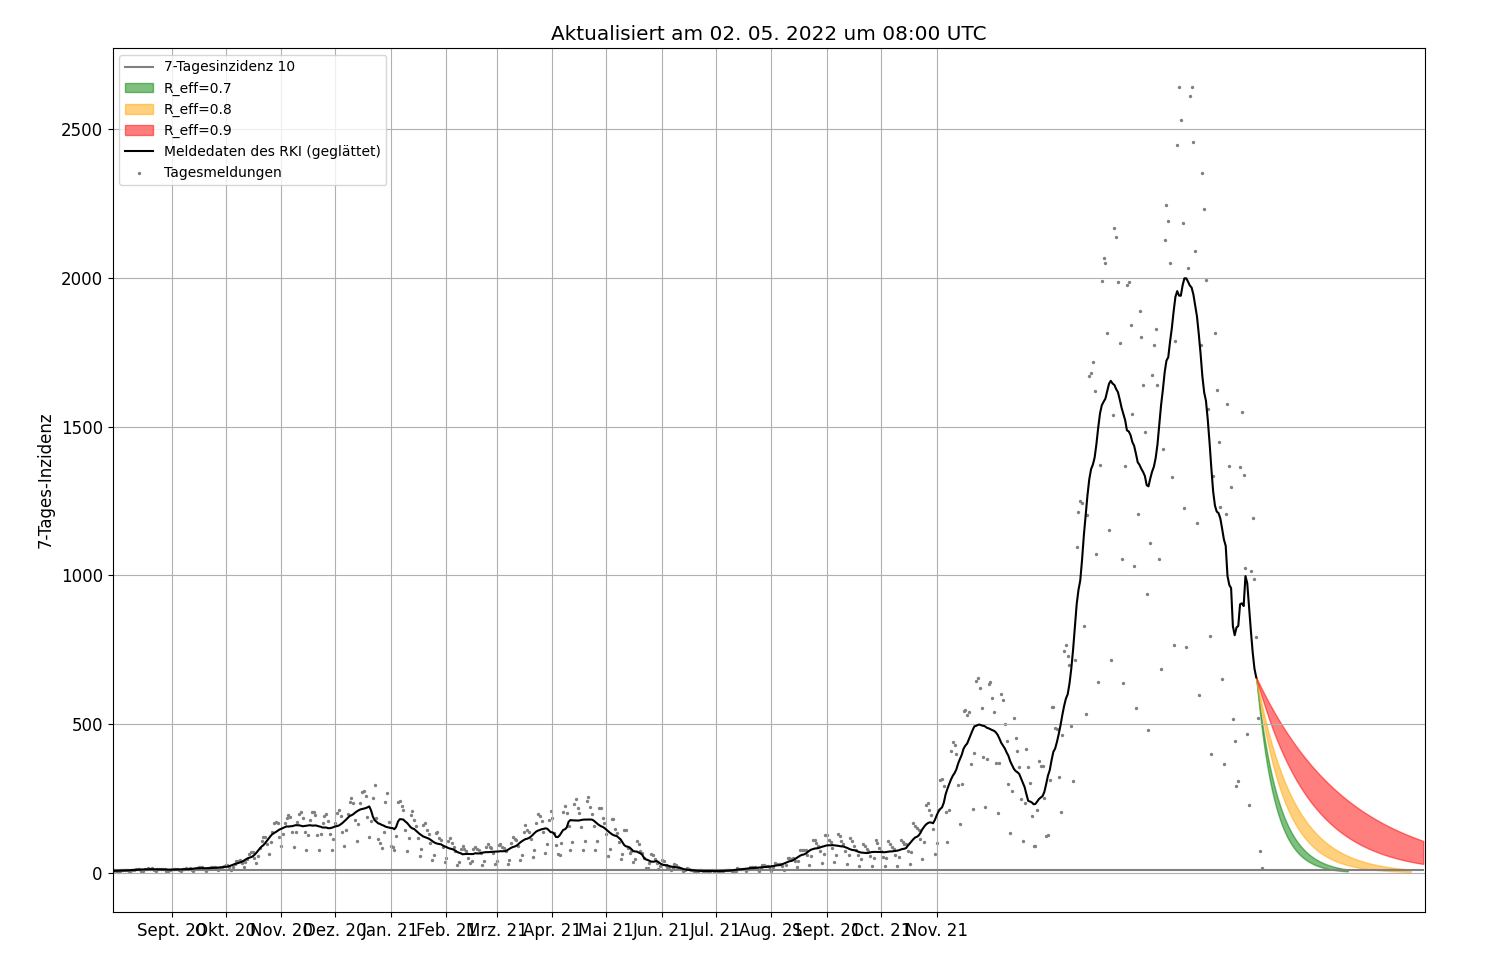 Aktualisiert am 02. 05. 2022 um 08:00 UTC
7-Tagesinzidenz 10
R_eff=0.7
R_eff=0.8
R_eff=0.9
Meldedaten des RKI (geglättet)
Tagesmeldungen
7-Tages-Inzidenz
2500
2000
1500
1000
500
0
Sept. 20 Okt. 20 Nov. 20 Dez. 20 Jan. 21 Feb. 21 Mrz. 21 Apr. 21 Mai 21 Jun. 21 Jul. 21 Aug. 21 Sept. 21 Oct. 21 Nov. 21